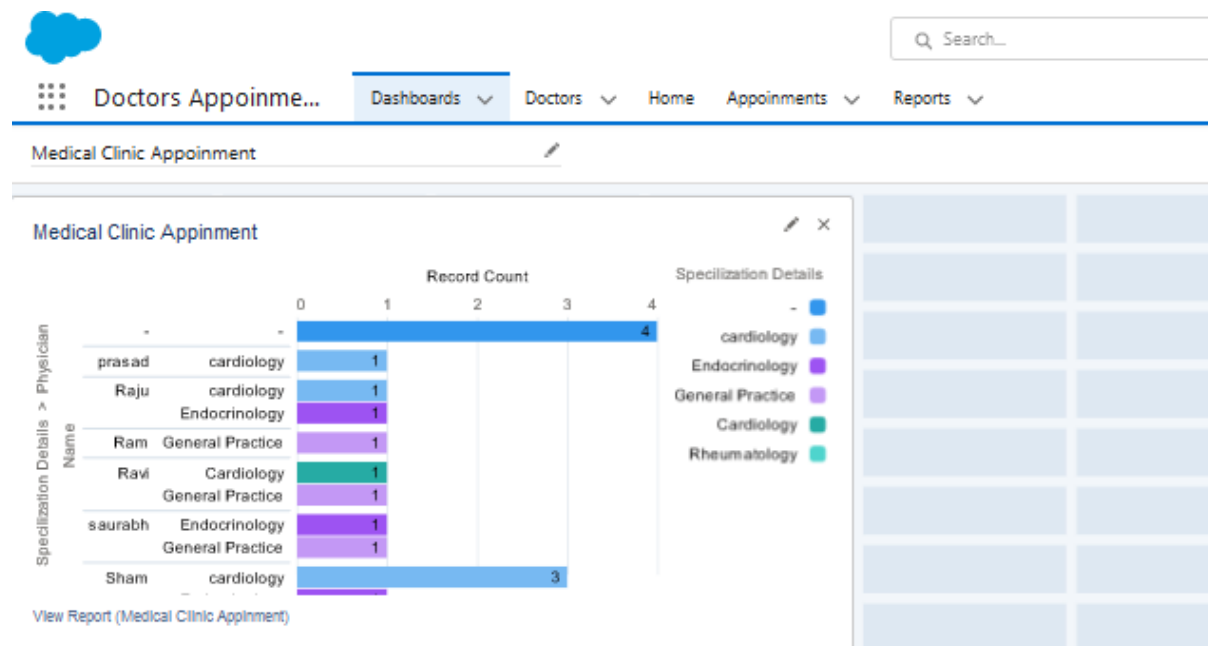 Search...
Doctors Appoinme...
Dashboards
Doctors
Home
Appoinments
Reports
Medical Clinic Appoinment
Medical Clinic Appinment
Record Count
Specilization Details
0 1 2 3 4
-
cardiology
Endocrinology
General Practice
Cardiology
Rheumatology
Specilization Details > Physician
Name
- - 4
prasad cardiology 1
Raju cardiology 1
Endocrinology 1
Ram General Practice 1
Ravi Cardiology 1
General Practice 1
saurabh Endocrinology 1
General Practice 1
Sham cardiology 3
View Report (Medical Clinic Appinment)